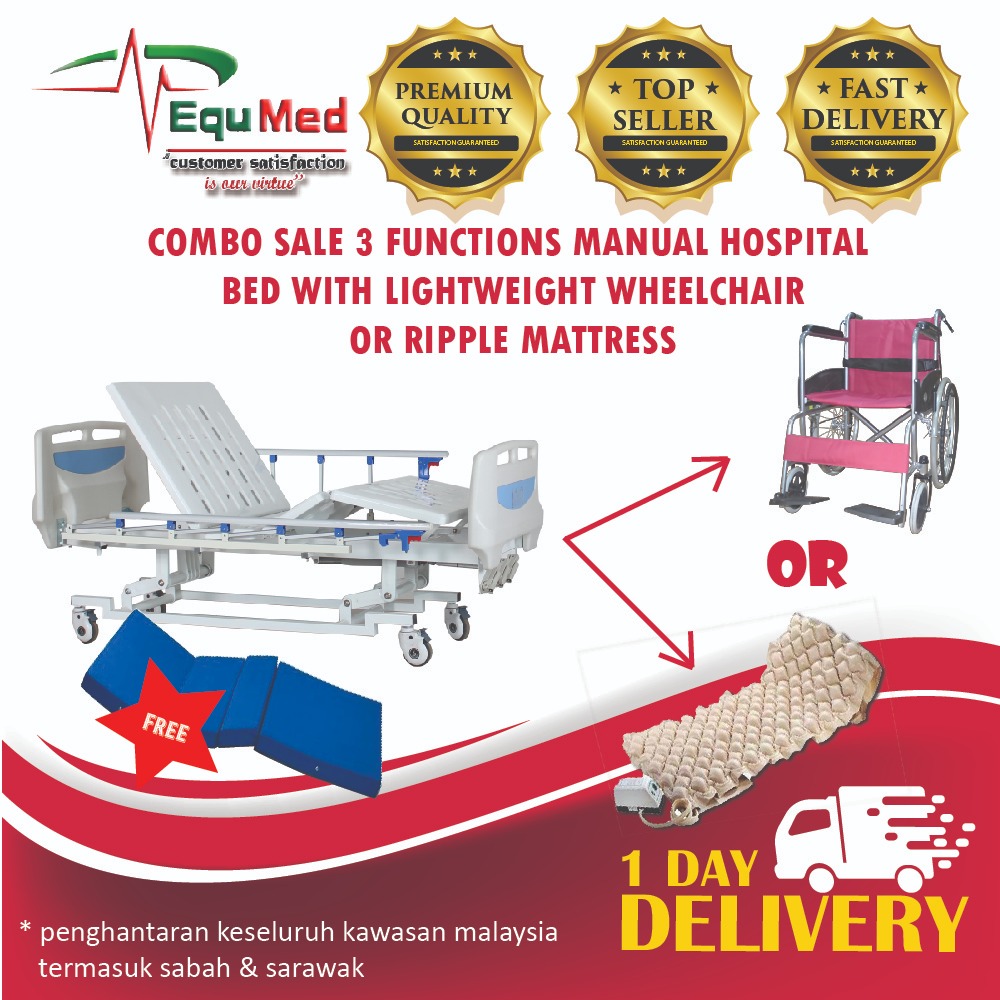 EquMed
"customer satisfaction
is our virtue"
PREMIUM
QUALITY
SATISFACTION GUARANTEED
TOP
SELLER
SATISFACTION GUARANTEED
FAST
DELIVERY
SATISFACTION GUARANTEED
COMBO SALE 3 FUNCTIONS MANUAL HOSPITAL
BED WITH LIGHTWEIGHT WHEELCHAIR
OR RIPPLE MATTRESS
OR
FREE
1 DAY
DELIVERY
* penghantaran keseluruh kawasan malaysia
termasuk sabah & sarawak